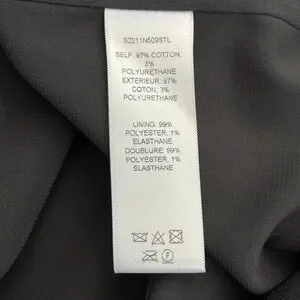 S2211N509STL
SELF: 97% COTTON,
3%
POLYURETHANE
EXTERIEUR: 97%
COTON, 3%
POLYURETHANE
LINING: 99%
POLYESTER, 1%
ELASTHANE
DOUBLURE: 99%
POLYESTER, 1%
ELASTHANE
P